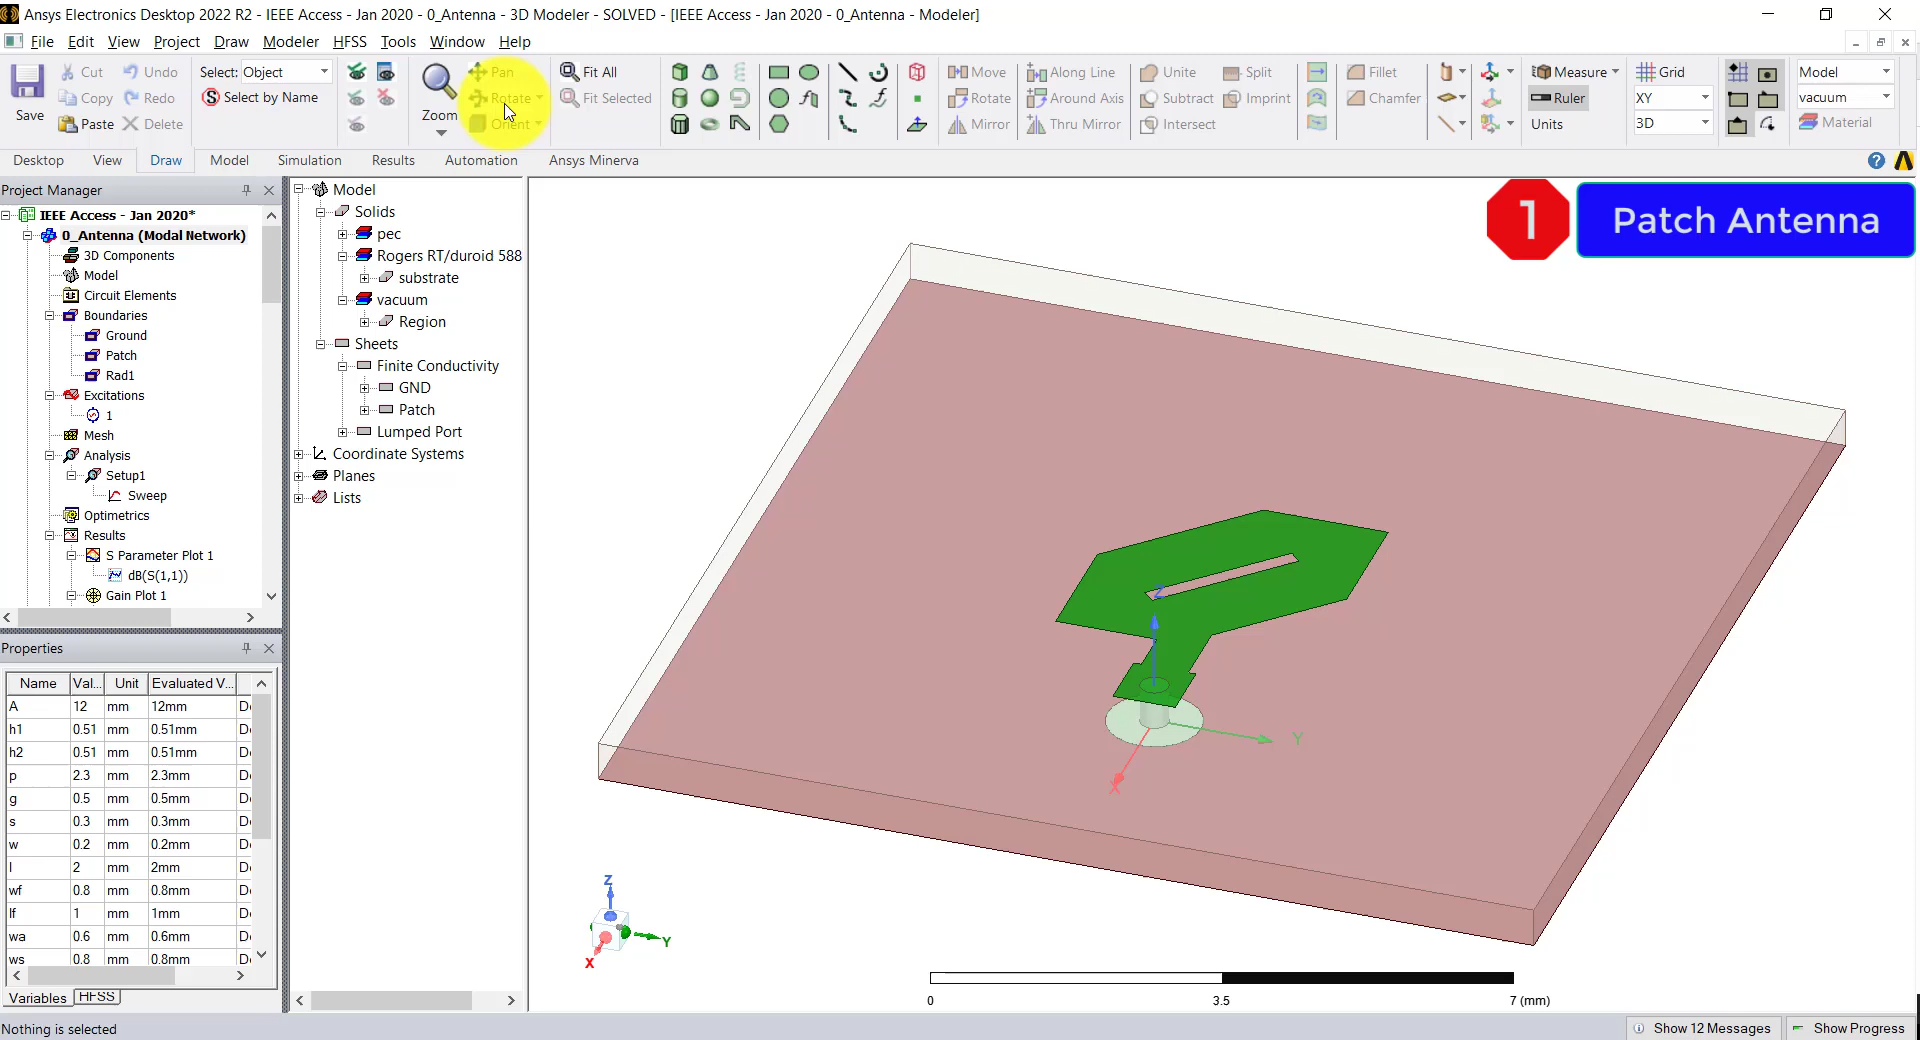 Ansys Electronics Desktop 2022 R2 - IEEE Access - Jan 2020 - 0_Antenna - 3D Modeler - SOLVED - [IEEE Access - Jan 2020 - 0_Antenna - Modeler]
File Edit View Project Draw Modeler HFSS Tools Window Help
Save
Cut
Copy
Paste
Undo
Redo
Delete
Select: Object
Select by Name
Zoom
Pan
Rotate
Orient
Fit All
Fit Selected
Move
Rotate
Mirror
Along Line
Around Axis
Thru Mirror
Unite
Subtract
Intersect
Split
Imprint
Fillet
Chamfer
Measure
Ruler
Units
Grid
XY
3D
Model
vacuum
Material
Desktop View Draw Model Simulation Results Automation Ansys Minerva
Project Manager
IEEE Access - Jan 2020*
0_Antenna (Modal Network)
3D Components
Model
Circuit Elements
Boundaries
Ground
Patch
Rad1
Excitations
1
Mesh
Analysis
Setup1
Sweep
Optimetrics
Results
S Parameter Plot 1
dB(S(1,1))
Gain Plot 1
Properties
Name Val... Unit Evaluated V...
A 12 mm 12mm D
h1 0.51 mm 0.51mm D
h2 0.51 mm 0.51mm D
p 2.3 mm 2.3mm D
g 0.5 mm 0.5mm D
s 0.3 mm 0.3mm D
w 0.2 mm 0.2mm D
l 2 mm 2mm D
wf 0.8 mm 0.8mm D
lf 1 mm 1mm D
wa 0.6 mm 0.6mm D
ws 0.8 mm 0.8mm D
Variables HFSS
Model
Solids
pec
Rogers RT/duroid 588
substrate
vacuum
Region
Sheets
Finite Conductivity
GND
Patch
Lumped Port
Coordinate Systems
Planes
Lists
1 Patch Antenna
Z
Y
X
Z
Y
X
0 3.5 7 (mm)
Nothing is selected
Show 12 Messages
Show Progress